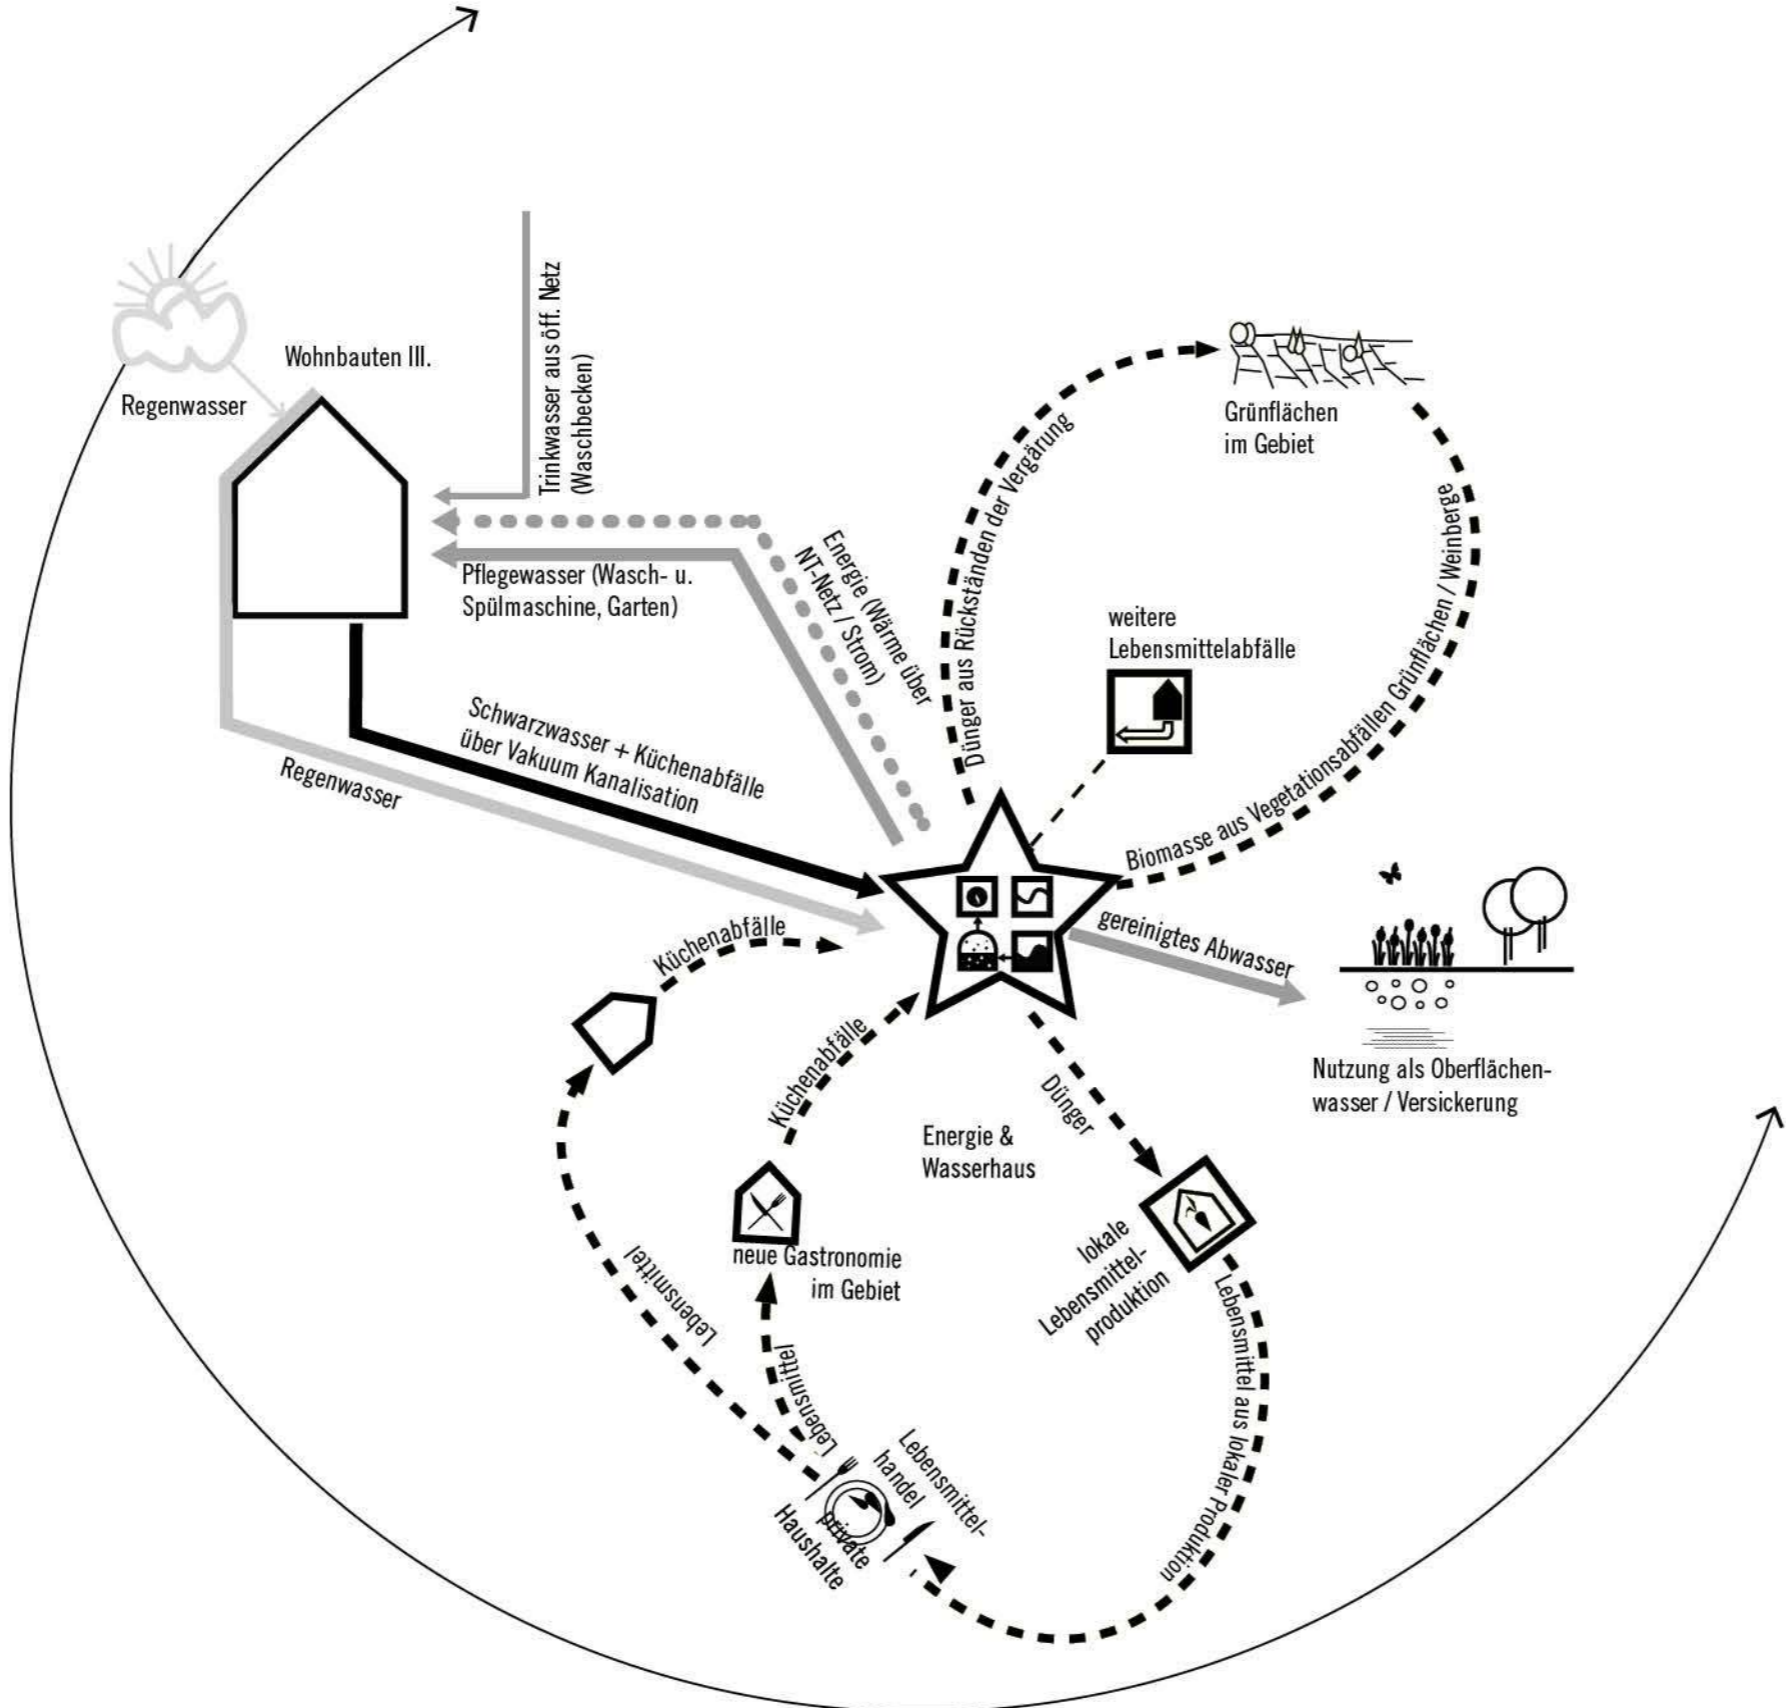 Wohnbauten III.
Regenwasser
Trinkwasser aus öff. Netz
(Waschbecken)
Pflegewasser (Wasch- u.
Spülmaschine, Garten)
Energie (Wärme über
NT-Netz / Strom)
Schwarzwasser + Küchenabfälle
über Vakuum Kanalisation
Regenwasser
Dünger aus Rückständen der Vergärung
Grünflächen
im Gebiet
weitere
Lebensmittelabfälle
Biomasse aus Vegetationsabfällen Grünflächen / Weinberge
gereinigtes Abwasser
Nutzung als Oberflächen-
wasser / Versickerung
Küchenabfälle
Küchenabfälle
Dünger
Energie &
Wasserhaus
neue Gastronomie
im Gebiet
lokale
Lebensmittel-
produktion
Lebensmittel
Lebensmittel
Lebensmittel aus lokaler Produktion
Lebensmittel-
handel
private
Haushalte